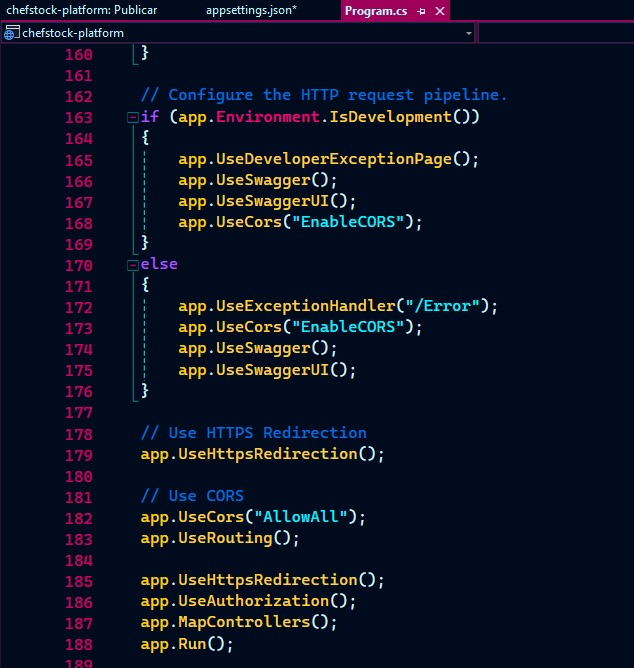 chefstock-platform: Publicar appsettings.json* Program.cs
chefstock-platform
160 }
161
162 // Configure the HTTP request pipeline.
163 if (app.Environment.IsDevelopment())
164 {
165 app.UseDeveloperExceptionPage();
166 app.UseSwagger();
167 app.UseSwaggerUI();
168 app.UseCors("EnableCORS");
169 }
170 else
171 {
172 app.UseExceptionHandler("/Error");
173 app.UseCors("EnableCORS");
174 app.UseSwagger();
175 app.UseSwaggerUI();
176 }
177
178 // Use HTTPS Redirection
179 app.UseHttpsRedirection();
180
181 // Use CORS
182 app.UseCors("AllowAll");
183 app.UseRouting();
184
185 app.UseHttpsRedirection();
186 app.UseAuthorization();
187 app.MapControllers();
188 app.Run();
189